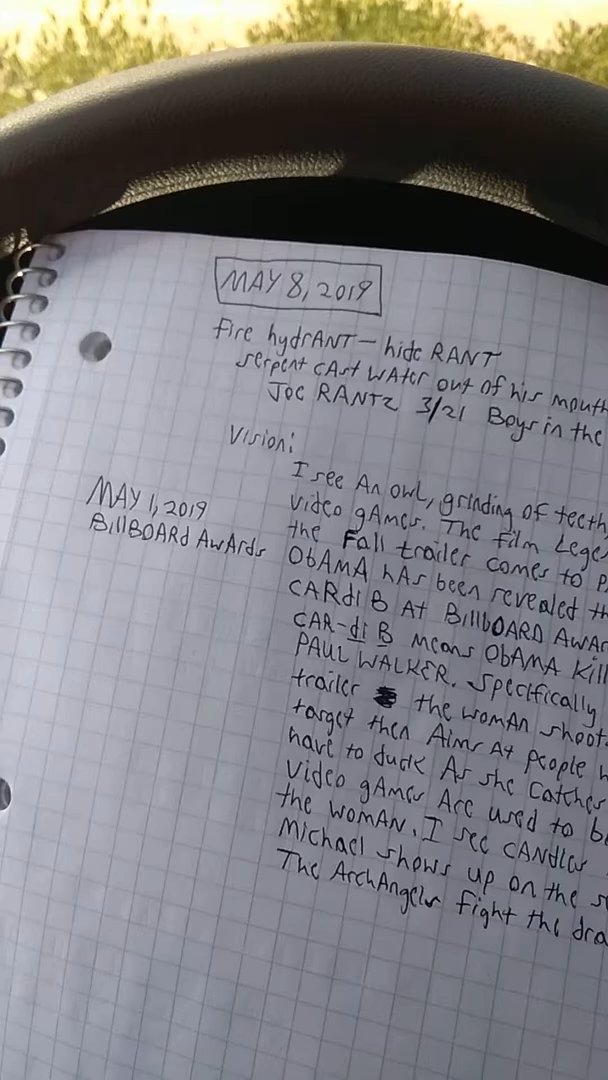 MAY 8, 2019
Fire hydrANT - hide RANT
serpent cAst wAter out of his mouth
Joe RANTZ 3/21 Boys in the
Vision:
I see An owl, grinding of teeth,
MAY 1, 2019
BillBOARd AwArds
video gAmes. The film Lege
the Fall trailer comes to
ObAMA hAs been revealed
CARdi B At BillbOARD AwAr
CAR-di B meAns ObAMA Kill
PAUL WALKER. Specifically
trailer the womAn shoot
target then Aims At people
have to duck As she catches
Video gAmes Are used to
the womAN. I see cANdles
Michael shows up on the
The ArchAngels fight the drA